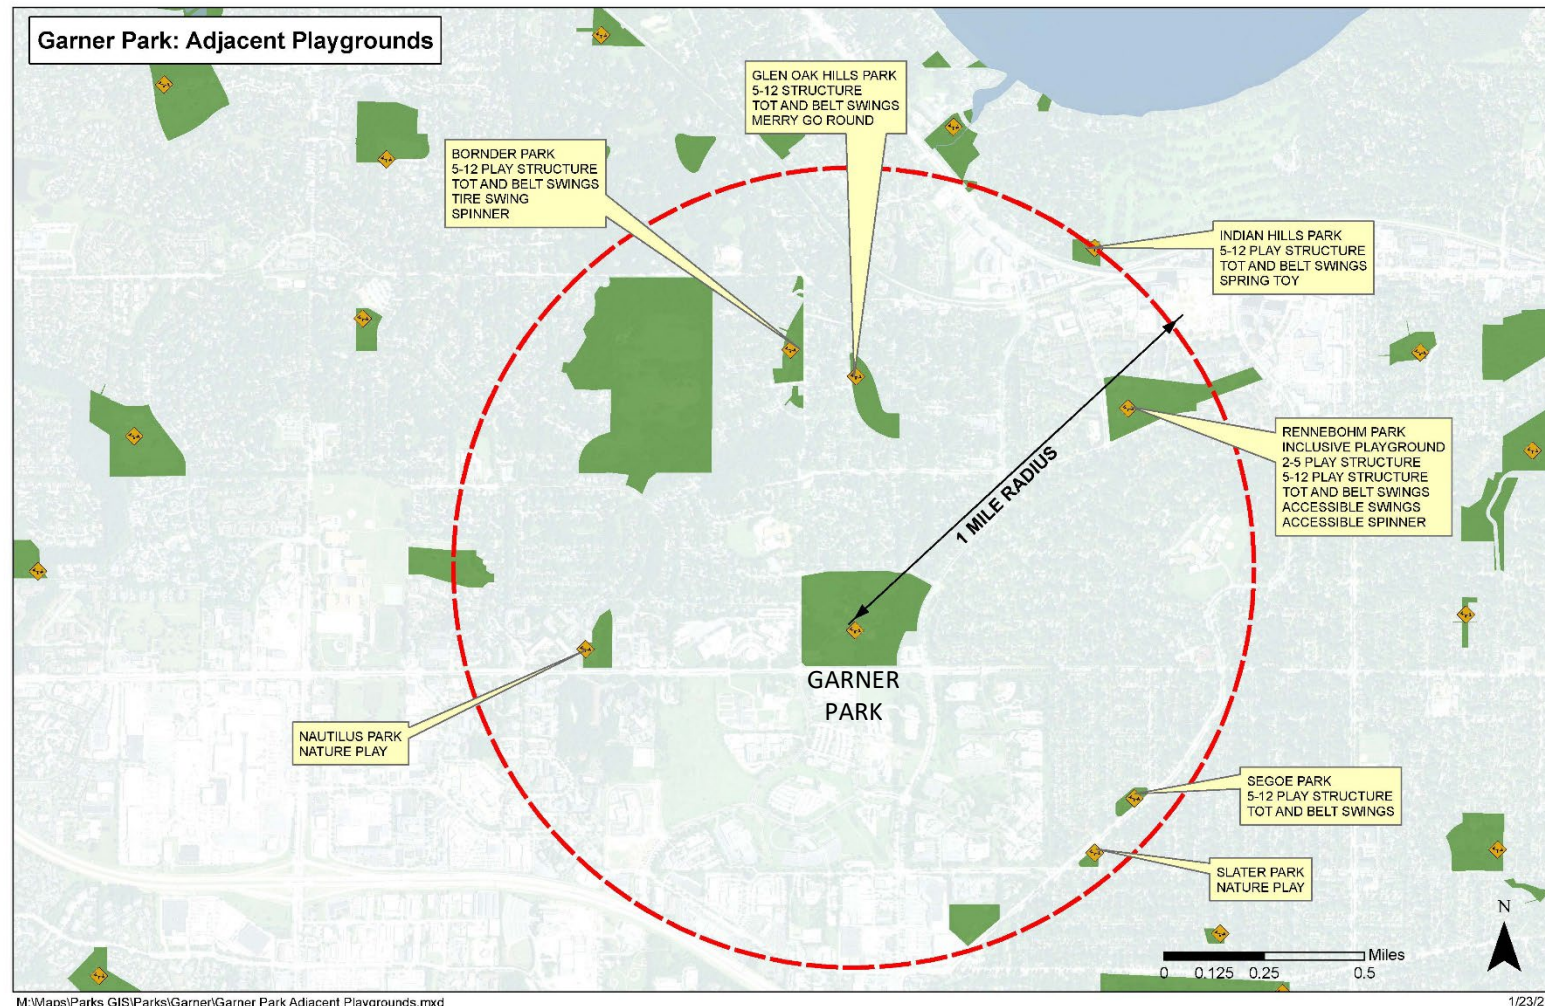 Garner Park: Adjacent Playgrounds
GLEN OAK HILLS PARK
5-12 STRUCTURE
TOT AND BELT SWINGS
MERRY GO ROUND
BORNDER PARK
5-12 PLAY STRUCTURE
TOT AND BELT SWINGS
TIRE SWING
SPINNER
INDIAN HILLS PARK
5-12 PLAY STRUCTURE
TOT AND BELT SWINGS
SPRING TOY
RENNEBOHM PARK
INCLUSIVE PLAYGROUND
2-5 PLAY STRUCTURE
5-12 PLAY STRUCTURE
TOT AND BELT SWINGS
ACCESSIBLE SWINGS
ACCESSIBLE SPINNER
1 MILE RADIUS
GARNER
PARK
NAUTILUS PARK
NATURE PLAY
SEGOE PARK
5-12 PLAY STRUCTURE
TOT AND BELT SWINGS
SLATER PARK
NATURE PLAY
N
Miles
0 0.125 0.25 0.5
M:\Maps\Parks GIS\Parks\Garner\Garner Park Adjacent Playgrounds.mxd
1/23/2